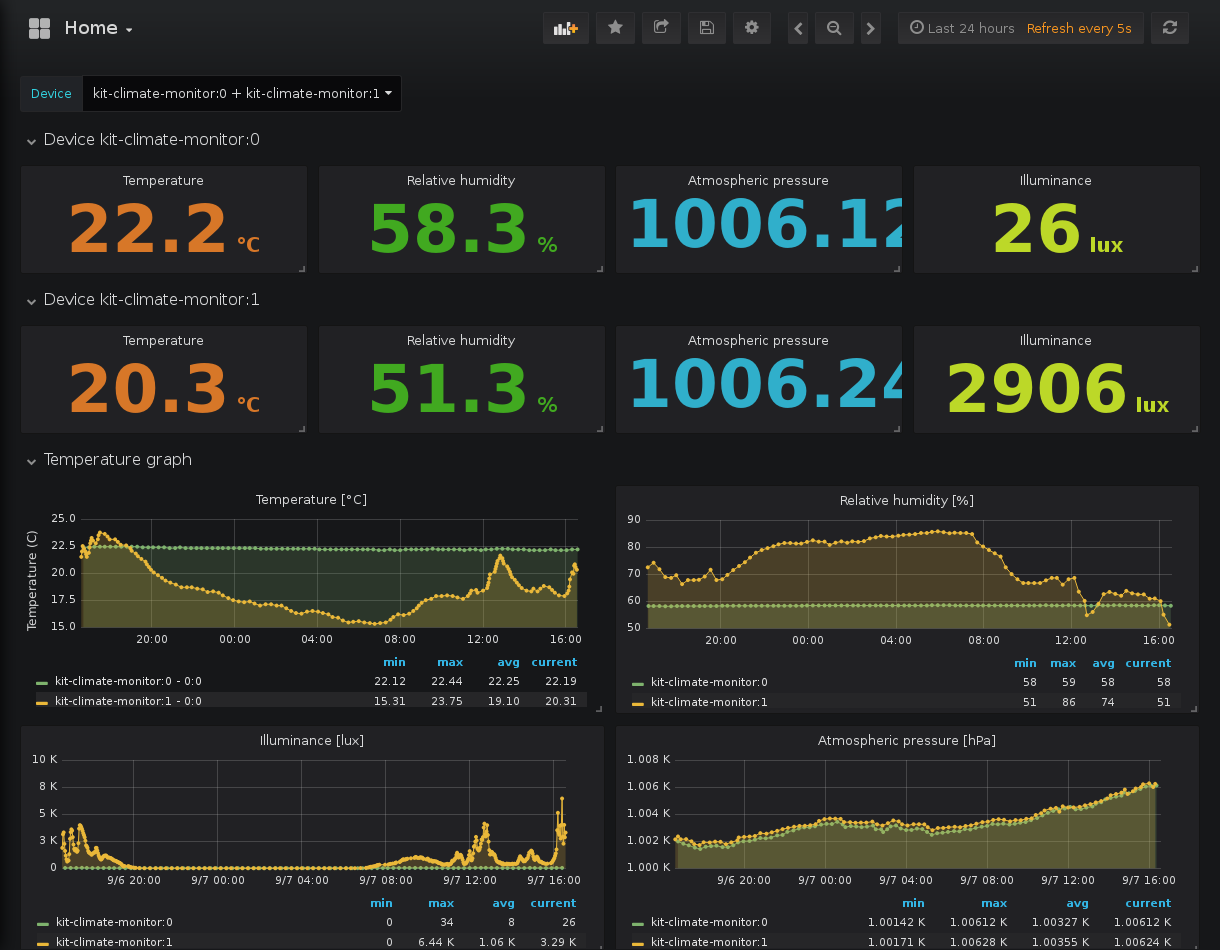 Home
Last 24 hours Refresh every 5s
Device kit-climate-monitor:0 + kit-climate-monitor:1
Device kit-climate-monitor:0
Temperature Relative humidity Atmospheric pressure Illuminance
22.2 °C 58.3 % 1006.12 26 lux
Device kit-climate-monitor:1
Temperature Relative humidity Atmospheric pressure Illuminance
20.3 °C 51.3 % 1006.24 2906 lux
Temperature graph
Temperature [°C]
Temperature (C)
25.0
22.5
20.0
17.5
15.0
20:00 00:00 04:00 08:00 12:00 16:00
min max avg current
kit-climate-monitor:0 - 0:0 22.12 22.44 22.25 22.19
kit-climate-monitor:1 - 0:0 15.31 23.75 19.10 20.31
Relative humidity [%]
90
80
70
60
50
20:00 00:00 04:00 08:00 12:00 16:00
min max avg current
kit-climate-monitor:0 58 59 58 58
kit-climate-monitor:1 51 86 74 51
Illuminance [lux]
10 K
8 K
5 K
3 K
0
9/6 20:00 9/7 00:00 9/7 04:00 9/7 08:00 9/7 12:00 9/7 16:00
min max avg current
kit-climate-monitor:0 0 34 8 26
kit-climate-monitor:1 0 6.44 K 1.06 K 3.29 K
Atmospheric pressure [hPa]
1.008 K
1.006 K
1.004 K
1.002 K
1.000 K
9/6 20:00 9/7 00:00 9/7 04:00 9/7 08:00 9/7 12:00 9/7 16:00
min max avg current
kit-climate-monitor:0 1.00142 K 1.00612 K 1.00327 K 1.00612 K
kit-climate-monitor:1 1.00171 K 1.00628 K 1.00355 K 1.00624 K